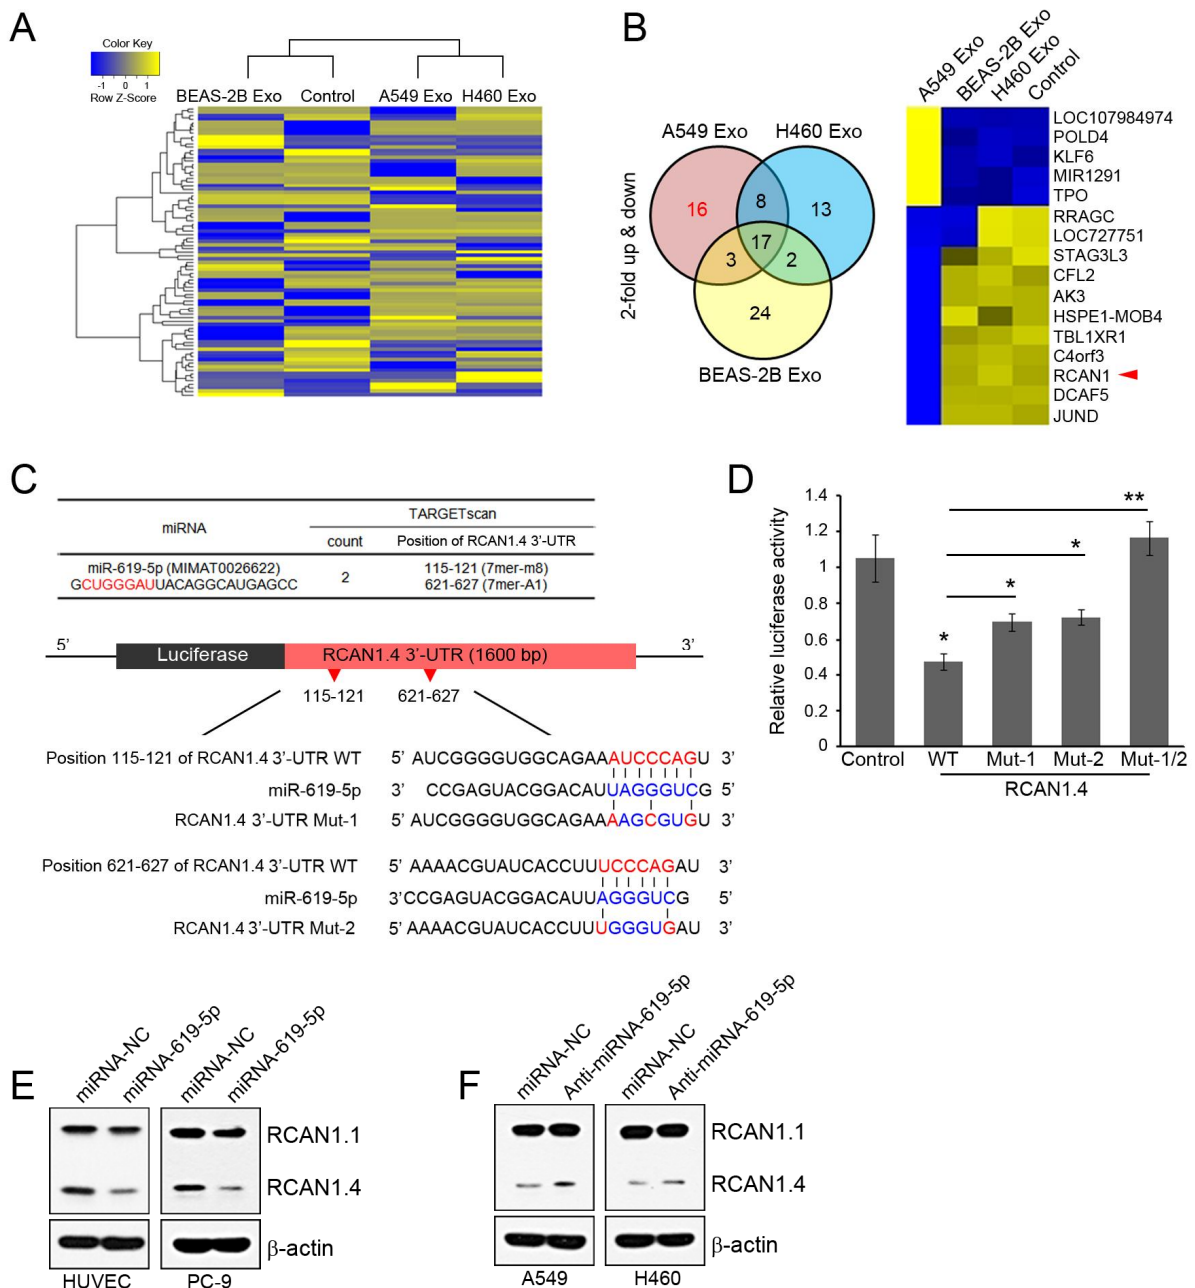 A
Color Key
-1 0 1
Row Z-Score
BEAS-2B Exo Control A549 Exo H460 Exo
B
2-fold up & down
A549 Exo H460 Exo
16 8 13
17
3 2
24
BEAS-2B Exo
A549 Exo
BEAS-2B Exo
H460 Exo
Control
LOC107984974
POLD4
KLF6
MIR1291
TPO
RRAGC
LOC727751
STAG3L3
CFL2
AK3
HSPE1-MOB4
TBL1XR1
C4orf3
RCAN1
DCAF5
JUND
C
miRNA
TARGETscan
count Position of RCAN1.4 3'-UTR
miR-619-5p (MIMAT0026622)
GCUGGGAUUACAGGCAUGAGCC
2
115-121 (7mer-m8)
621-627 (7mer-A1)
5' 3'
Luciferase RCAN1.4 3'-UTR (1600 bp)
115-121 621-627
Position 115-121 of RCAN1.4 3'-UTR WT 5' AUCGGGGUGGCAGAAAUCCCAGU 3'
miR-619-5p 3' CCGAGUACGGACAUUAGGGUCG 5'
RCAN1.4 3'-UTR Mut-1 5' AUCGGGGUGGCAGAAAAGCGUGU 3'
Position 621-627 of RCAN1.4 3'-UTR WT 5' AAAACGUAUCACCUUUCCCAGAU 3'
miR-619-5p 3'CCGAGUACGGACAUUAGGGUCG 5'
RCAN1.4 3'-UTR Mut-2 5' AAAACGUAUCACCUUUGGGUGAU 3'
D
Relative luciferase activity
1.4
1.2
1
0.8
0.6
0.4
0.2
0
**
*
*
*
Control WT Mut-1 Mut-2 Mut-1/2
RCAN1.4
E
miRNA-NC
miRNA-619-5p
miRNA-NC
miRNA-619-5p
RCAN1.1
RCAN1.4
β-actin
HUVEC PC-9
F
miRNA-NC
Anti-miRNA-619-5p
miRNA-NC
Anti-miRNA-619-5p
RCAN1.1
RCAN1.4
β-actin
A549 H460